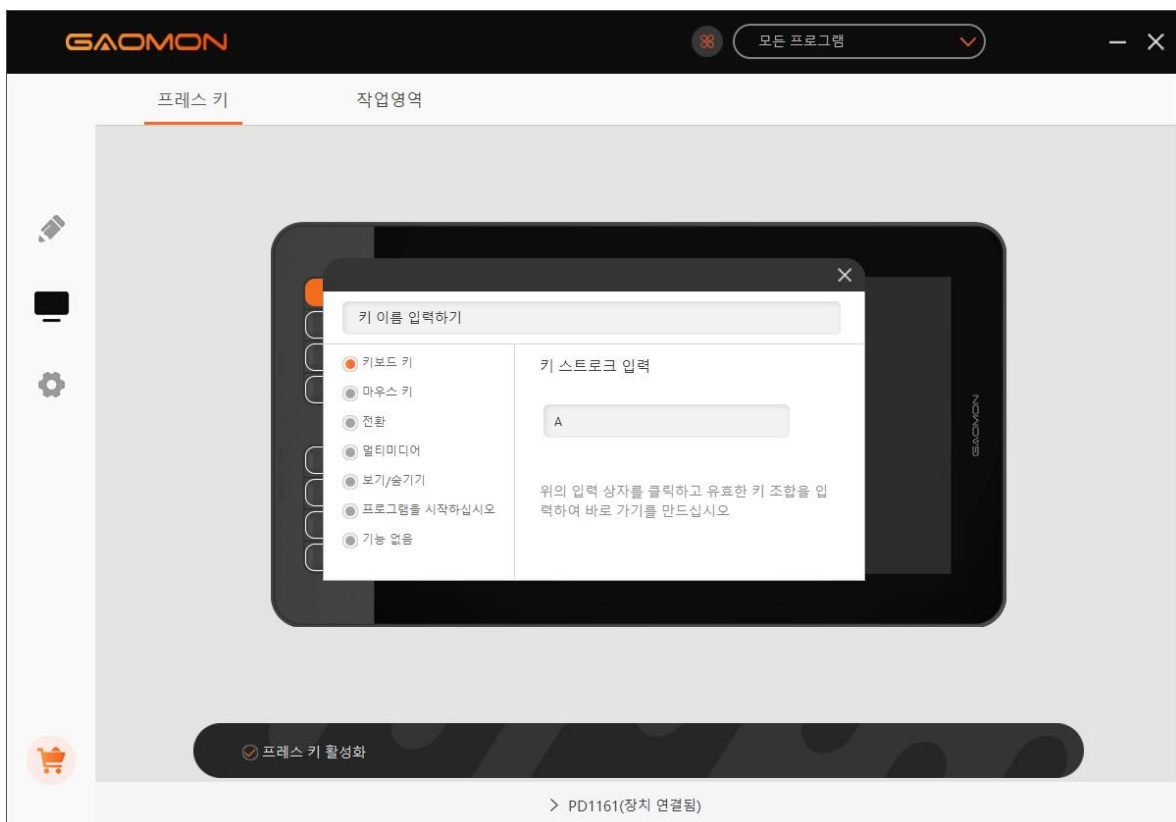 GAOMON
모든 프로그램
프레스 키
작업영역
키 이름 입력하기
키보드 키
마우스 키
전환
멀티미디어
보기/숨기기
프로그램을 시작하십시오
기능 없음
키 스트로크 입력
A
위의 입력 상자를 클릭하고 유효한 키 조합을 입
력하여 바로 가기를 만드십시오
GAOMON
프레스 키 활성화
PD1161(장치 연결됨)